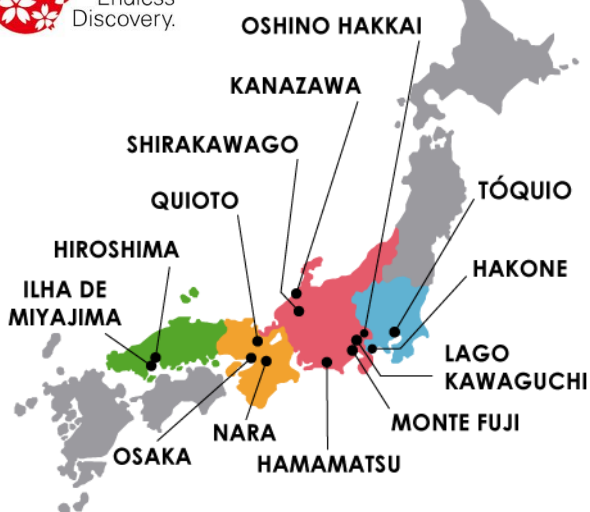 Endless
Discovery.
OSHINO HAKKAI
KANAZAWA
SHIRAKAWAGO
QUIOTO
TÓQUIO
HIROSHIMA
HAKONE
ILHA DE
MIYAJIMA
LAGO
KAWAGUCHI
MONTE FUJI
NARA
OSAKA
HAMAMATSU